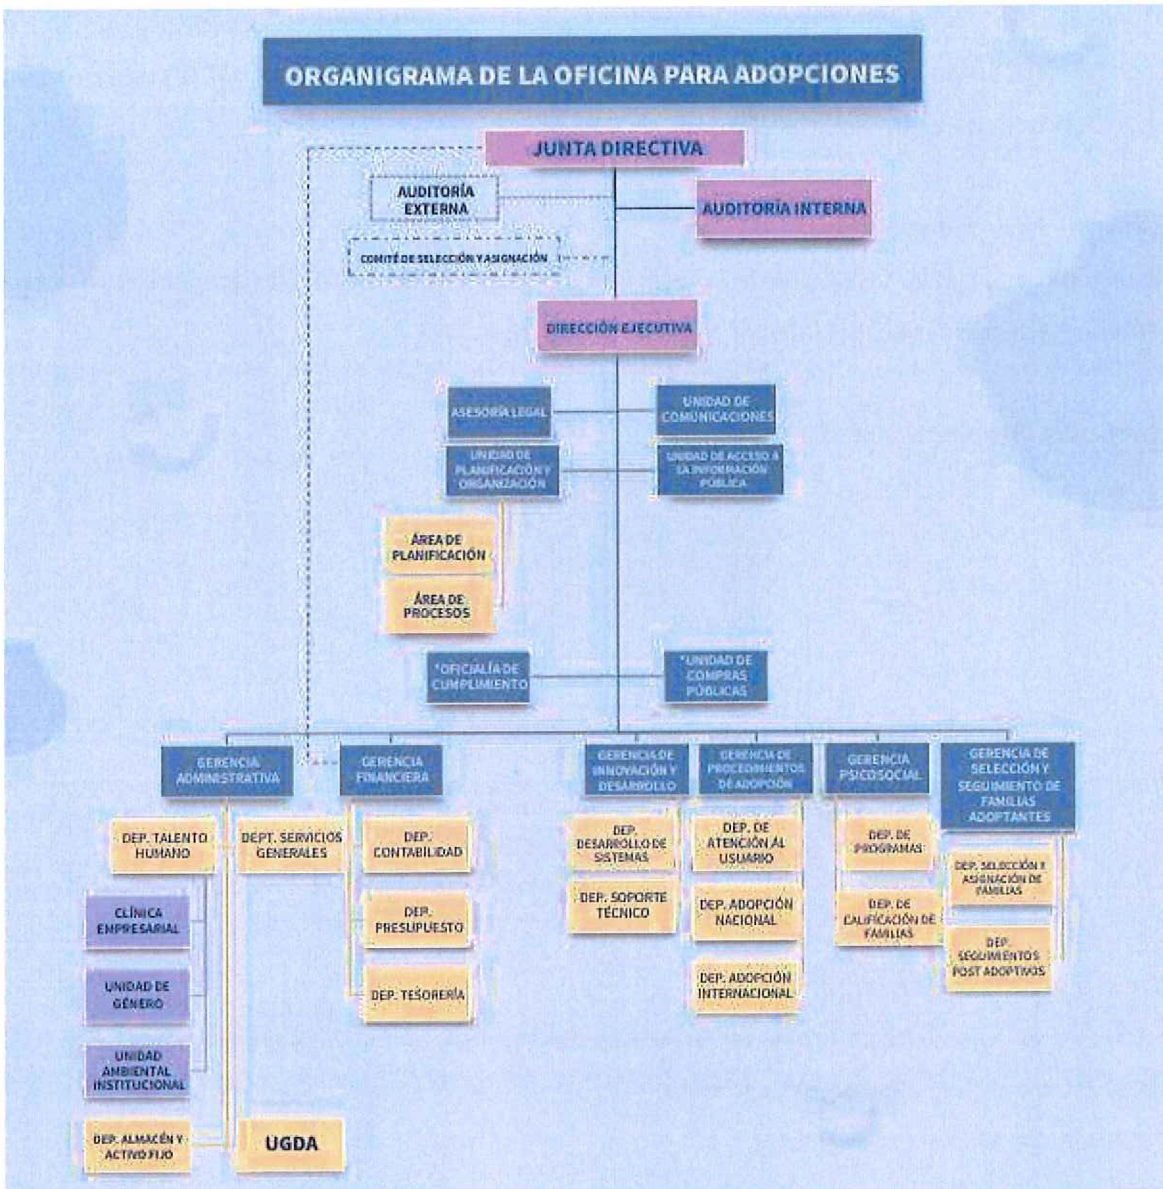 ORGANIGRAMA DE LA OFICINA PARA ADOPCIONES
JUNTA DIRECTIVA
AUDITORÍA
EXTERNA
AUDITORÍA INTERNA
COMITÉ DE SELECCIÓN Y ASIGNACIÓN
DIRECCIÓN EJECUTIVA
ASESORÍA LEGAL
UNIDAD DE
COMUNICACIONES
UNIDAD DE
PLANIFICACIÓN Y
ORGANIZACIÓN
UNIDAD DE ACCESO A
LA INFORMACIÓN
PÚBLICA
ÁREA DE
PLANIFICACIÓN
ÁREA DE
PROCESOS
*OFICIALÍA DE
CUMPLIMIENTO
*UNIDAD DE
COMPRAS
PÚBLICAS
GERENCIA
ADMINISTRATIVA
GERENCIA
FINANCIERA
GERENCIA DE
INNOVACIÓN Y
DESARROLLO
GERENCIA DE
PROCEDIMIENTOS
DE ADOPCIÓN
GERENCIA
PSICOSOCIAL
GERENCIA DE
SELECCIÓN Y
SEGUIMIENTO DE
FAMILIAS
ADOPTANTES
DEP. TALENTO
HUMANO
DEPT. SERVICIOS
GENERALES
DEP.
CONTABILIDAD
DEP.
DESARROLLO DE
SISTEMAS
DEP. DE
ATENCIÓN AL
USUARIO
DEP. DE
PROGRAMAS
DEP. SELECCIÓN Y
ASIGNACIÓN DE
FAMILIAS
CLÍNICA
EMPRESARIAL
DEP.
PRESUPUESTO
DEP. SOPORTE
TÉCNICO
DEP. ADOPCIÓN
NACIONAL
DEP. DE
CALIFICACIÓN DE
FAMILIAS
DEP.
SEGUIMIENTOS
POST ADOPTIVOS
UNIDAD DE
GÉNERO
DEP. TESORERÍA
DEP. ADOPCIÓN
INTERNACIONAL
UNIDAD
AMBIENTAL
INSTITUCIONAL
DEP. ALMACÉN Y
ACTIVO FIJO
UGDA